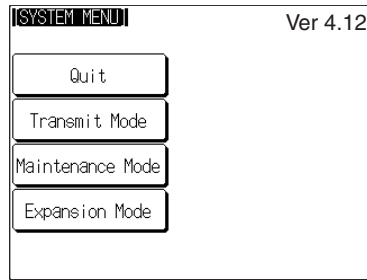 [SYSTEM MENU]
Ver 4.12
Quit
Transmit Mode
Maintenance Mode
Expansion Mode